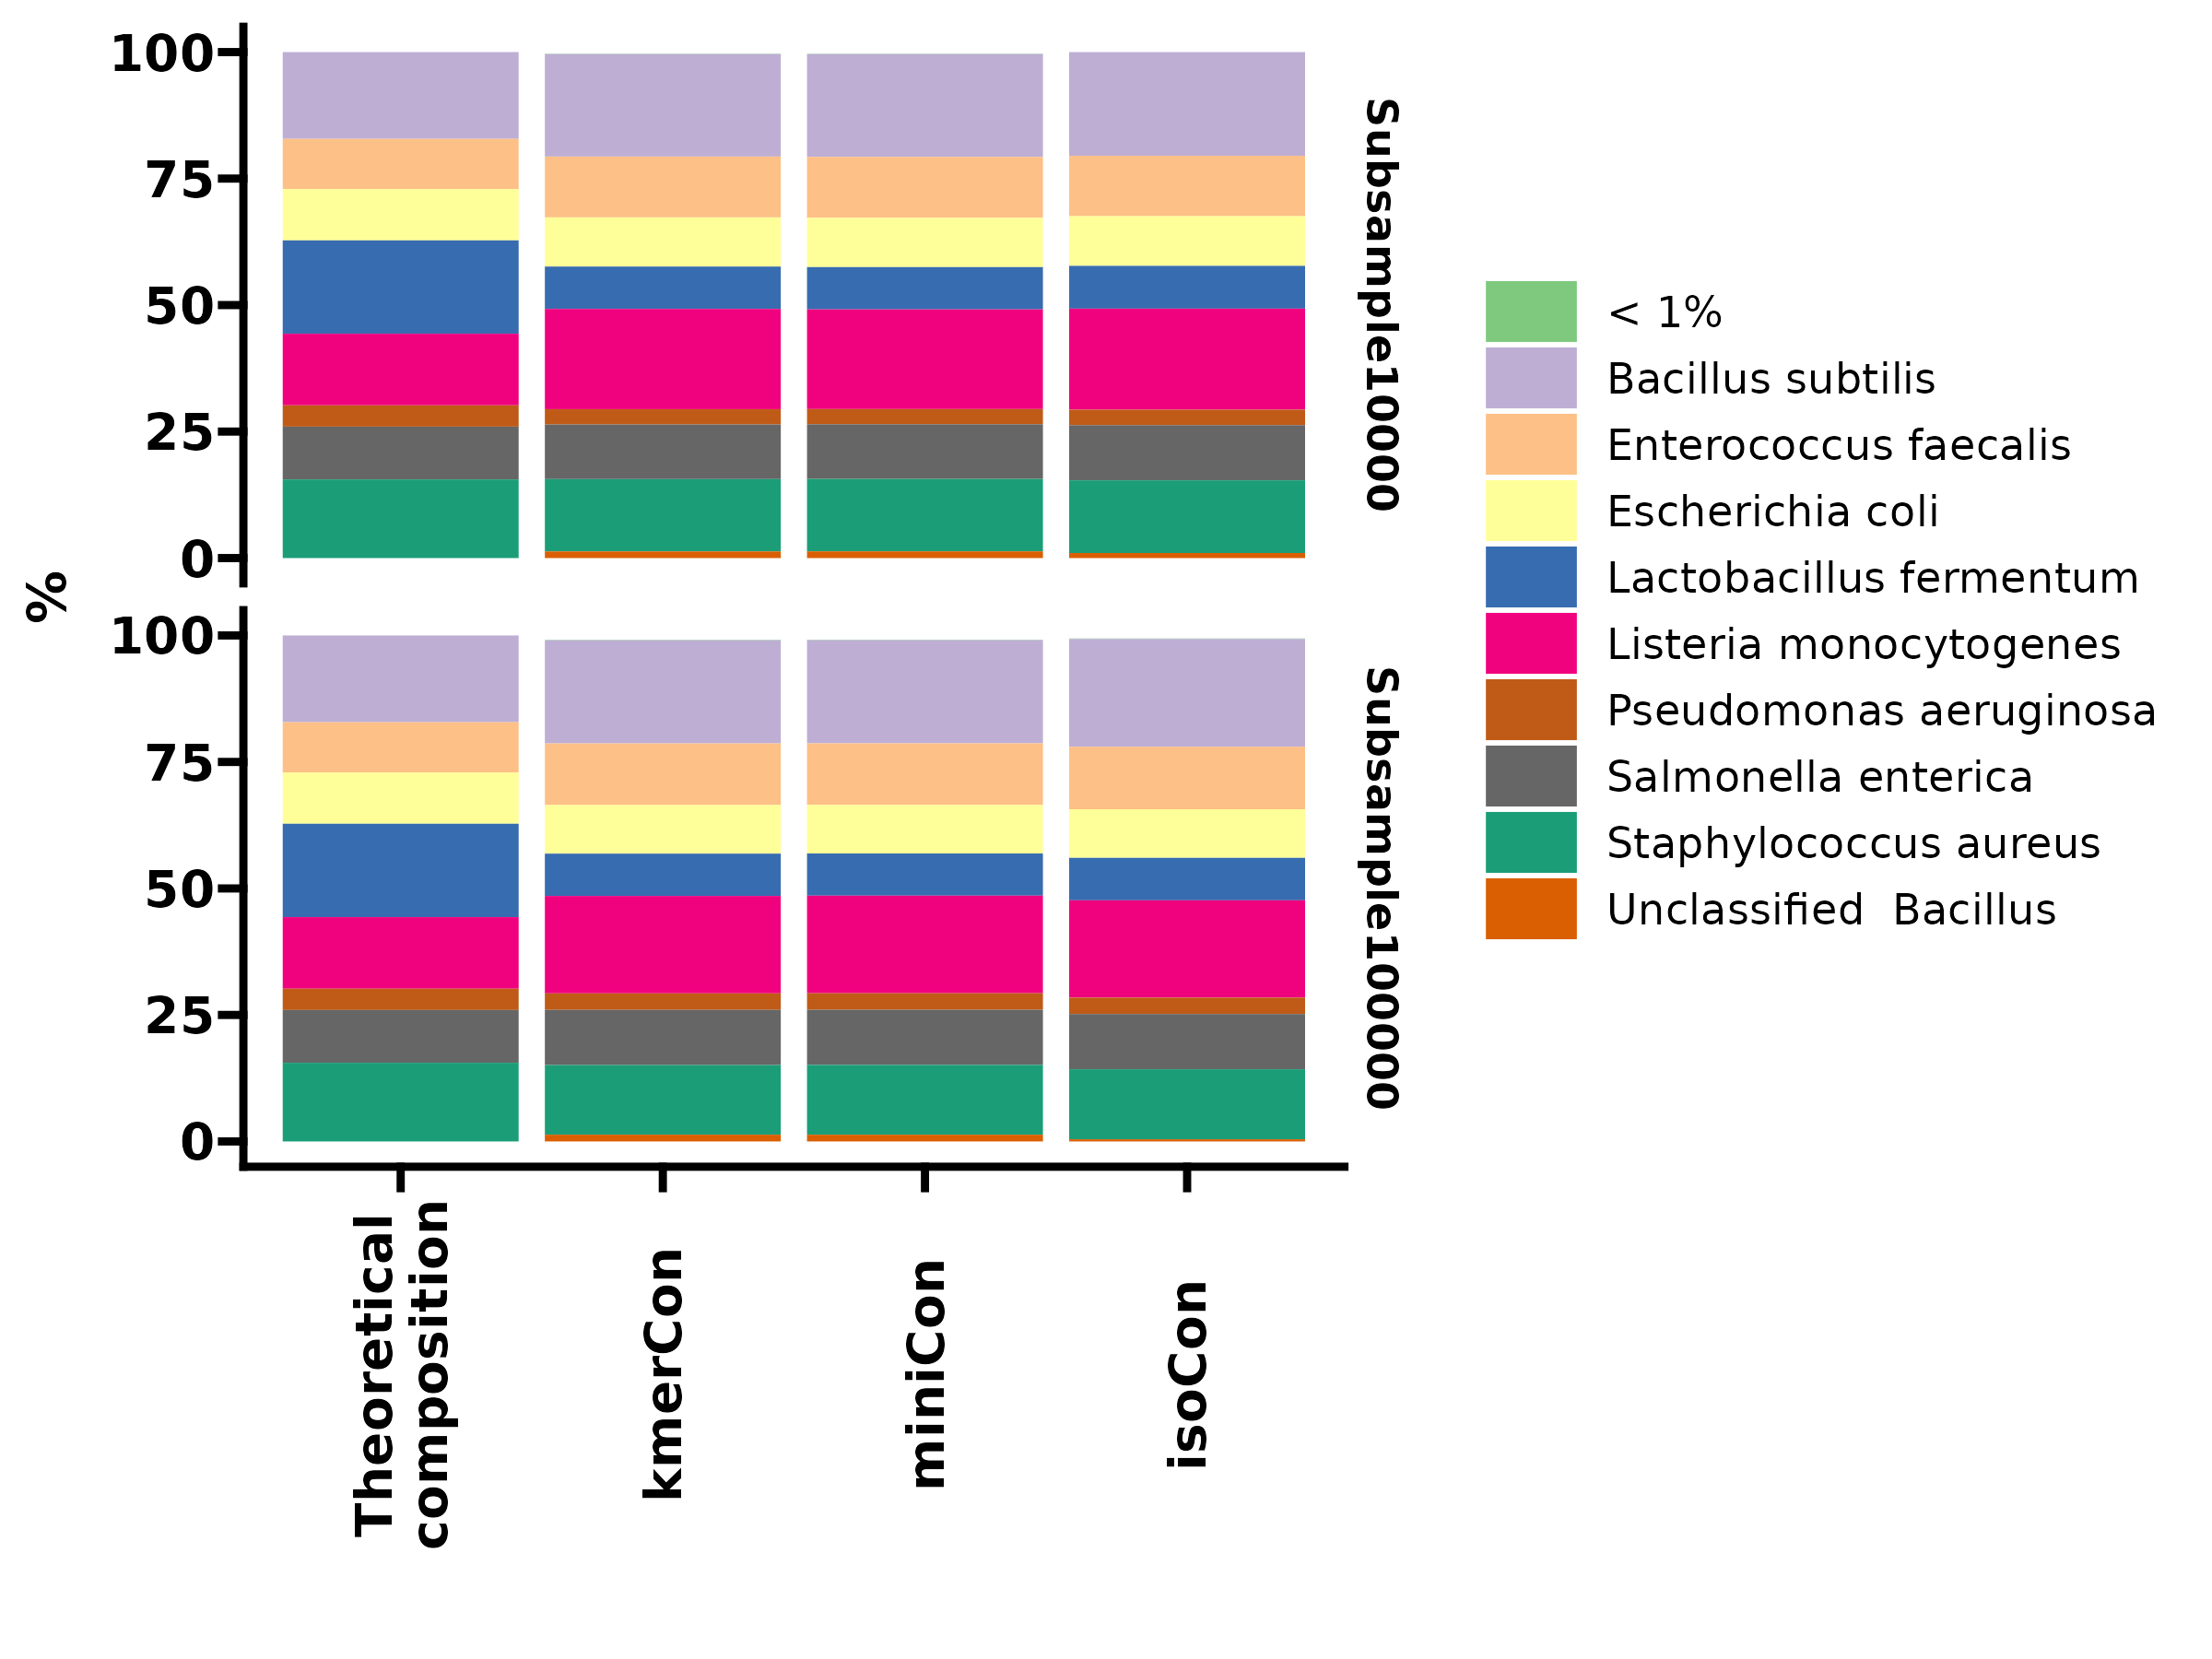 100
75
50
25
0
Subsample10000
%
100
75
50
25
0
Subsample100000
Theoretical
composition
kmerCon
miniCon
isoCon
< 1%
Bacillus subtilis
Enterococcus faecalis
Escherichia coli
Lactobacillus fermentum
Listeria monocytogenes
Pseudomonas aeruginosa
Salmonella enterica
Staphylococcus aureus
Unclassified  Bacillus